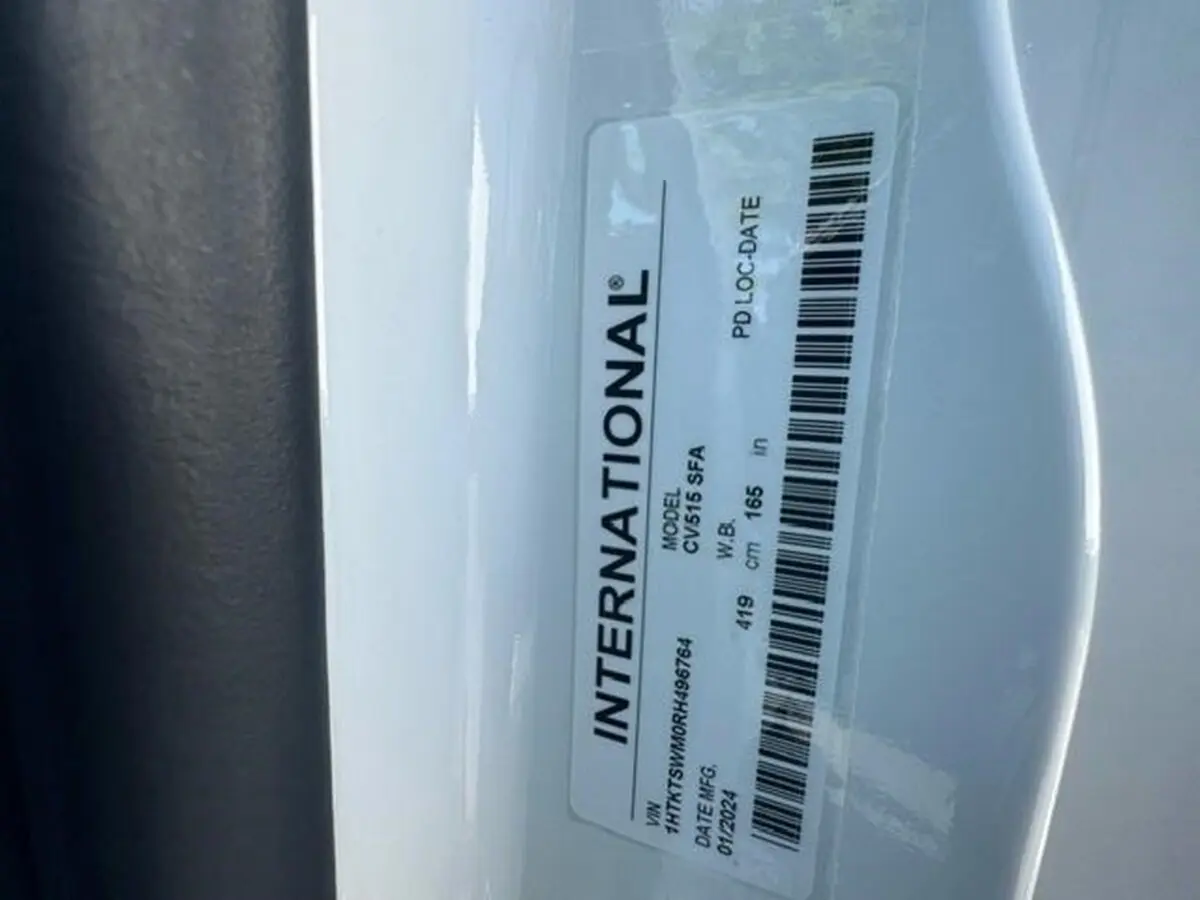 INTERNATIONAL®
VIN MODEL
1HTKTSWM0RH496764 CV515 SFA
DATE MFG. W.B. PD LOC-DATE
01/2024 419 cm 165 in